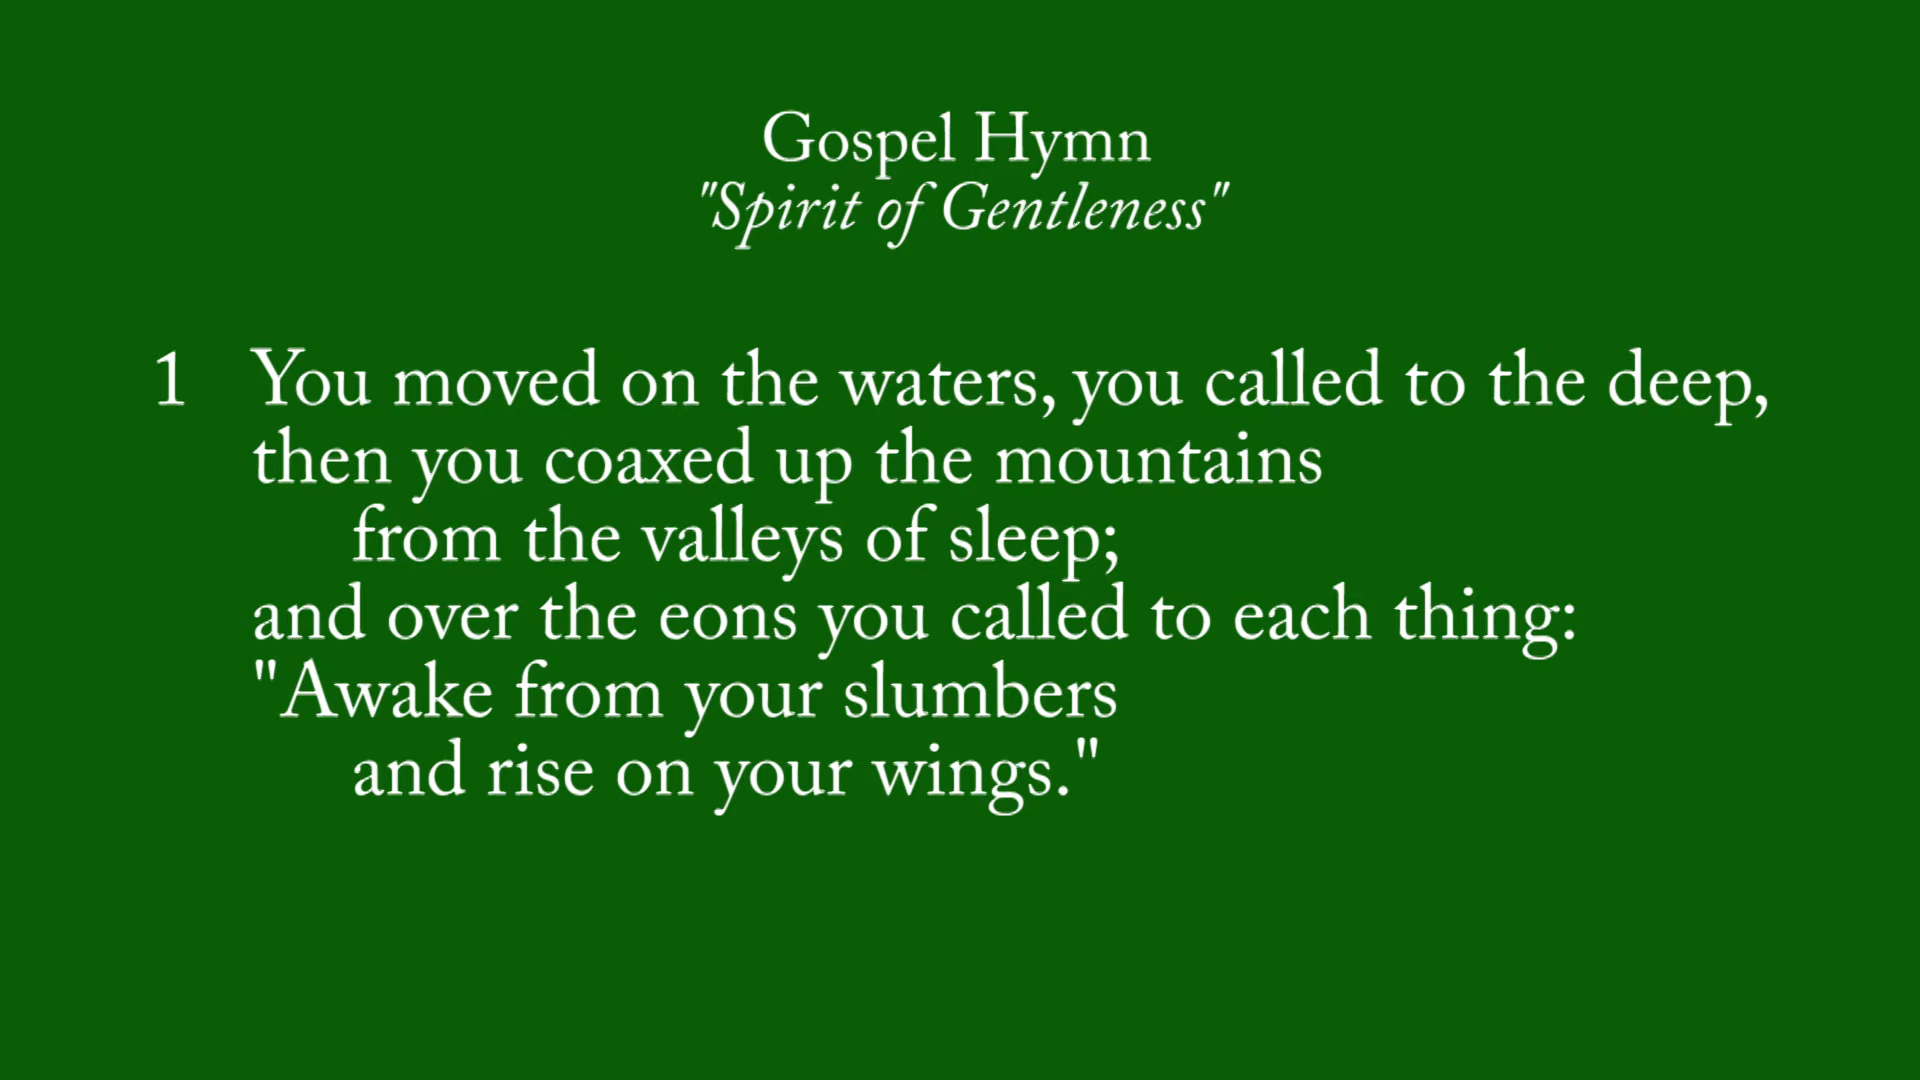 Gospel Hymn
"Spirit of Gentleness"
1 You moved on the waters, you called to the deep,
then you coaxed up the mountains
from the valleys of sleep;
and over the eons you called to each thing:
"Awake from your slumbers
and rise on your wings."